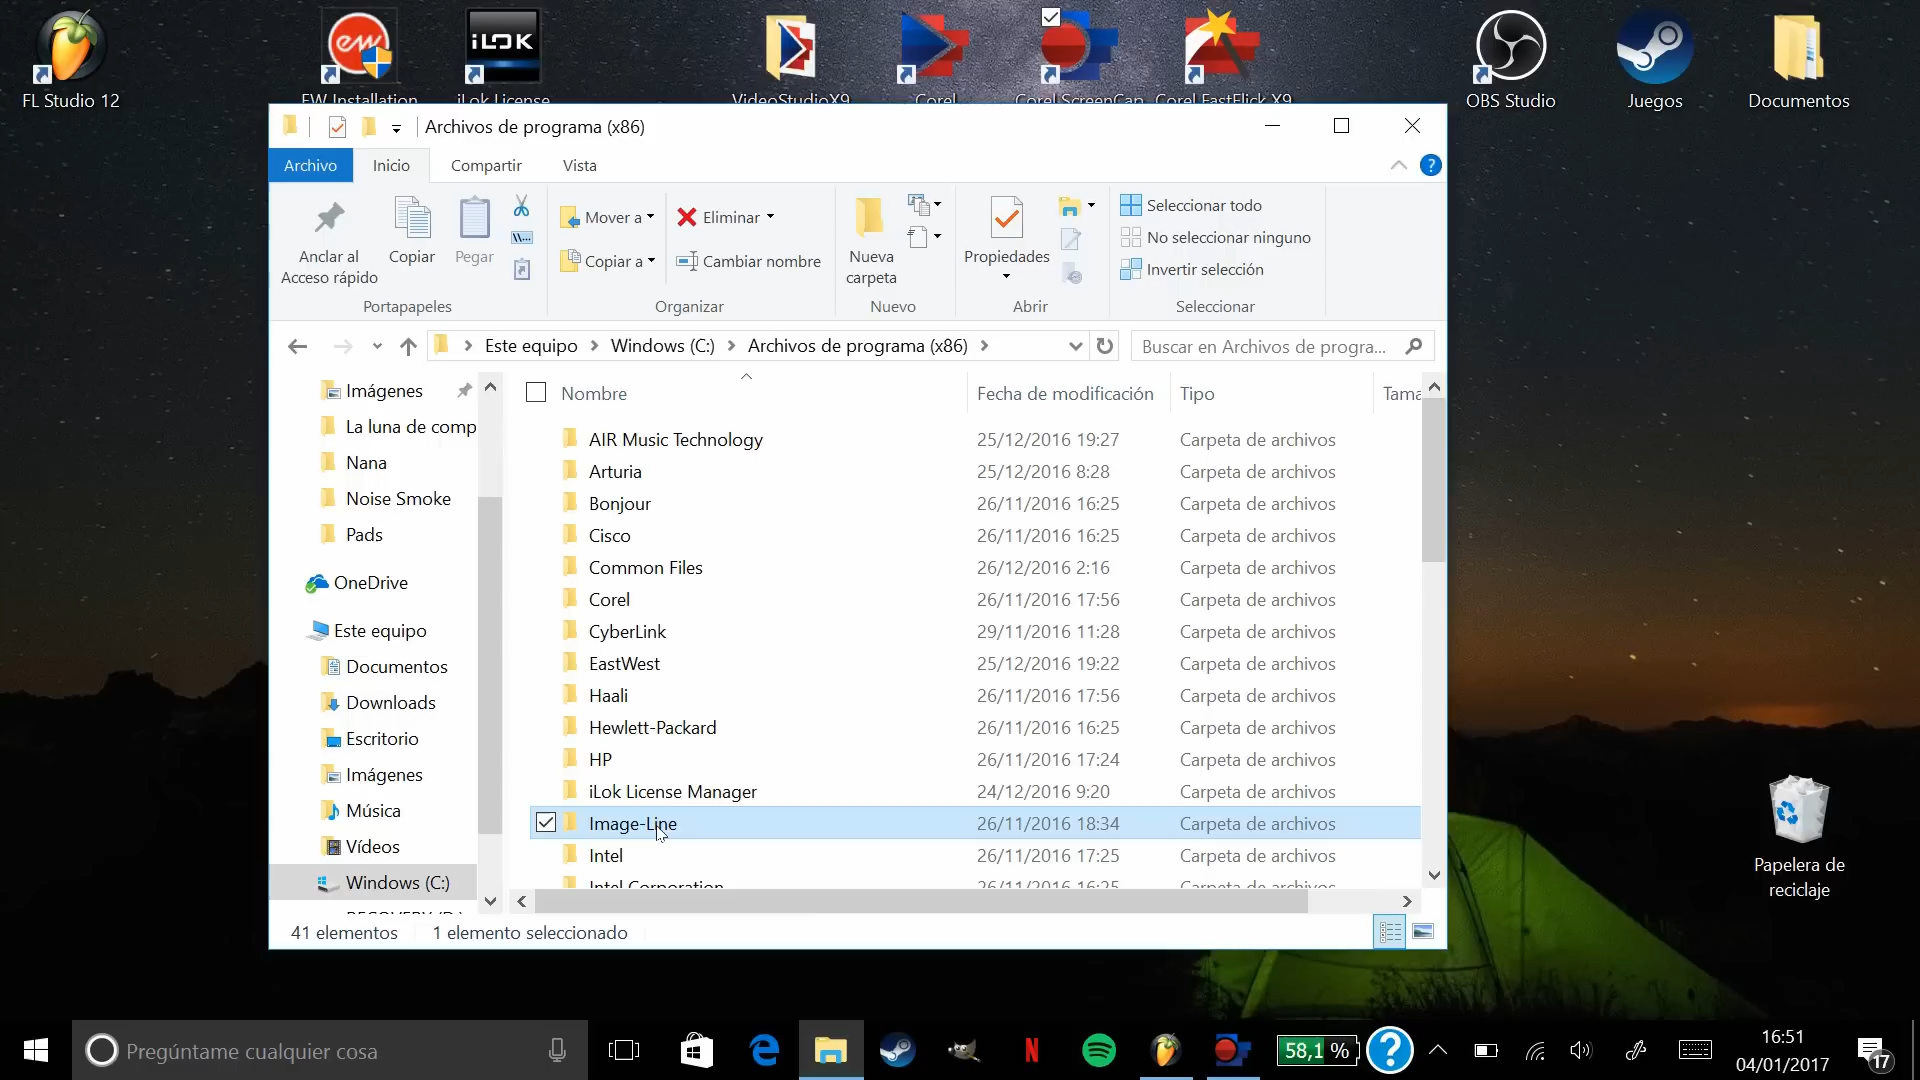 FL Studio 12
EW Installation
iLOK
iLok License
VideoStudioX9
Corel
Corel ScreenCap
Corel FastFlick X9
OBS Studio
Juegos
Documentos
Archivos de programa (x86)
Archivo
Inicio
Compartir
Vista
Anclar al
Acceso rápido
Copiar
Pegar
Portapapeles
Mover a
Copiar a
Eliminar
Cambiar nombre
Organizar
Nueva
carpeta
Nuevo
Propiedades
Abrir
Seleccionar todo
No seleccionar ninguno
Invertir selección
Seleccionar
Este equipo > Windows (C:) > Archivos de programa (x86) >
Buscar en Archivos de progra...
Imágenes
La luna de comp
Nana
Noise Smoke
Pads
OneDrive
Este equipo
Documentos
Downloads
Escritorio
Imágenes
Música
Vídeos
Windows (C:)
Nombre Fecha de modificación Tipo Tama
AIR Music Technology 25/12/2016 19:27 Carpeta de archivos
Arturia 25/12/2016 8:28 Carpeta de archivos
Bonjour 26/11/2016 16:25 Carpeta de archivos
Cisco 26/11/2016 16:25 Carpeta de archivos
Common Files 26/12/2016 2:16 Carpeta de archivos
Corel 26/11/2016 17:56 Carpeta de archivos
CyberLink 29/11/2016 11:28 Carpeta de archivos
EastWest 25/12/2016 19:22 Carpeta de archivos
Haali 26/11/2016 17:56 Carpeta de archivos
Hewlett-Packard 26/11/2016 16:25 Carpeta de archivos
HP 26/11/2016 17:24 Carpeta de archivos
iLok License Manager 24/12/2016 9:20 Carpeta de archivos
Image-Line 26/11/2016 18:34 Carpeta de archivos
Intel 26/11/2016 17:25 Carpeta de archivos
Intel Corporation 26/11/2016 16:25 Carpeta de archivos
41 elementos 1 elemento seleccionado
Papelera de
reciclaje
Pregúntame cualquier cosa
58,1 %
16:51
04/01/2017
17